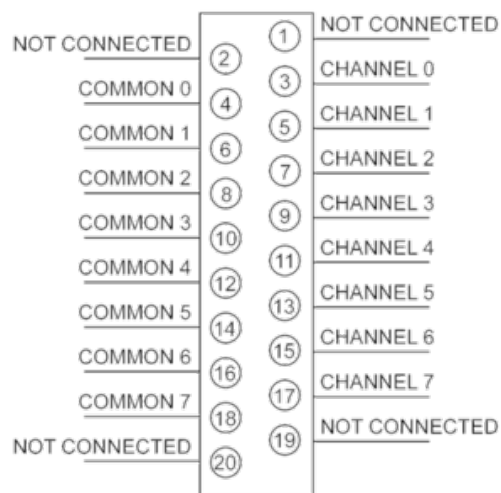 NOT CONNECTED
1
NOT CONNECTED
2
CHANNEL 0
3
COMMON 0
4
CHANNEL 1
5
COMMON 1
6
CHANNEL 2
7
COMMON 2
8
CHANNEL 3
9
COMMON 3
10
CHANNEL 4
11
COMMON 4
12
CHANNEL 5
13
COMMON 5
14
CHANNEL 6
15
COMMON 6
16
CHANNEL 7
17
COMMON 7
18
NOT CONNECTED
19
NOT CONNECTED
20